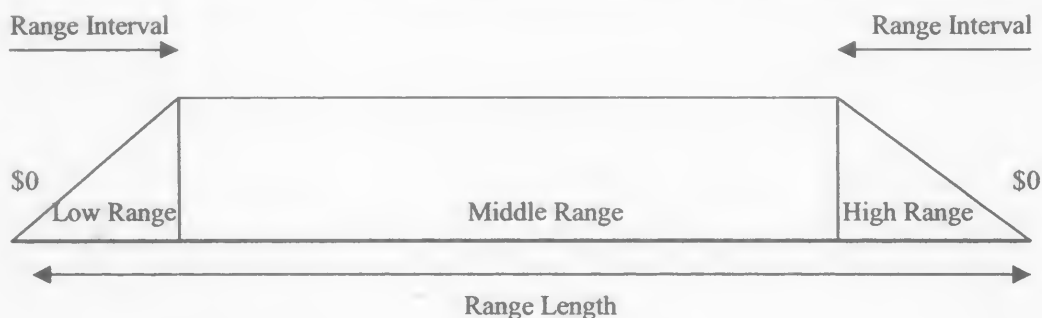 Range Interval
Range Interval
$0
$0
Low Range
Middle Range
High Range
Range Length